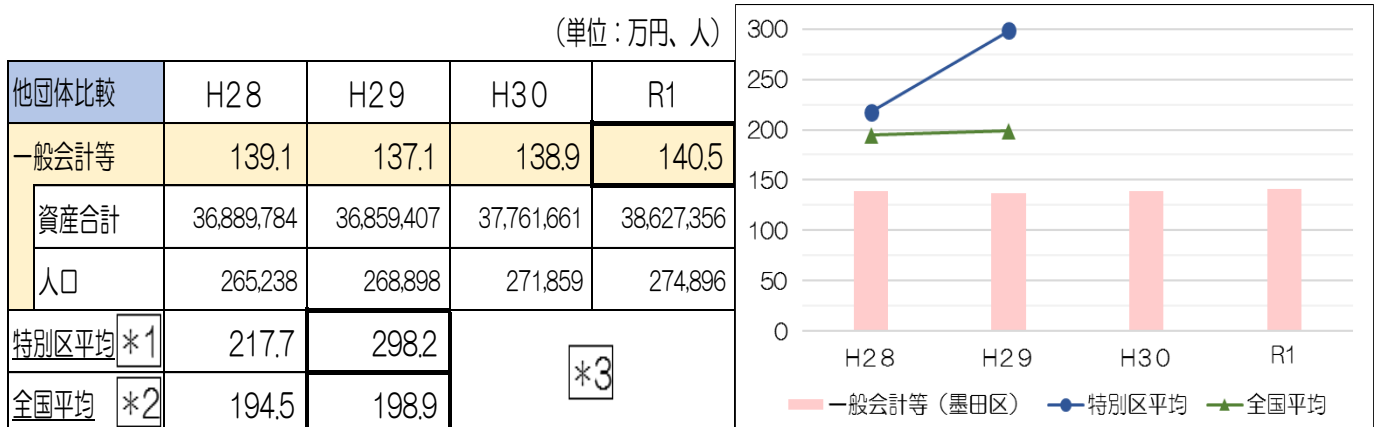 (単位:万円、人)
他団体比較 H28 H29 H30 R1
一般会計等 139.1 137.1 138.9 140.5
資産合計 36,889,784 36,859,407 37,761,661 38,627,356
人口 265,238 268,898 271,859 274,896
特別区平均 *1 217.7 298.2
*3
全国平均 *2 194.5 198.9
300
250
200
150
100
50
0
H28 H29 H30 R1
一般会計等(墨田区) 特別区平均 全国平均